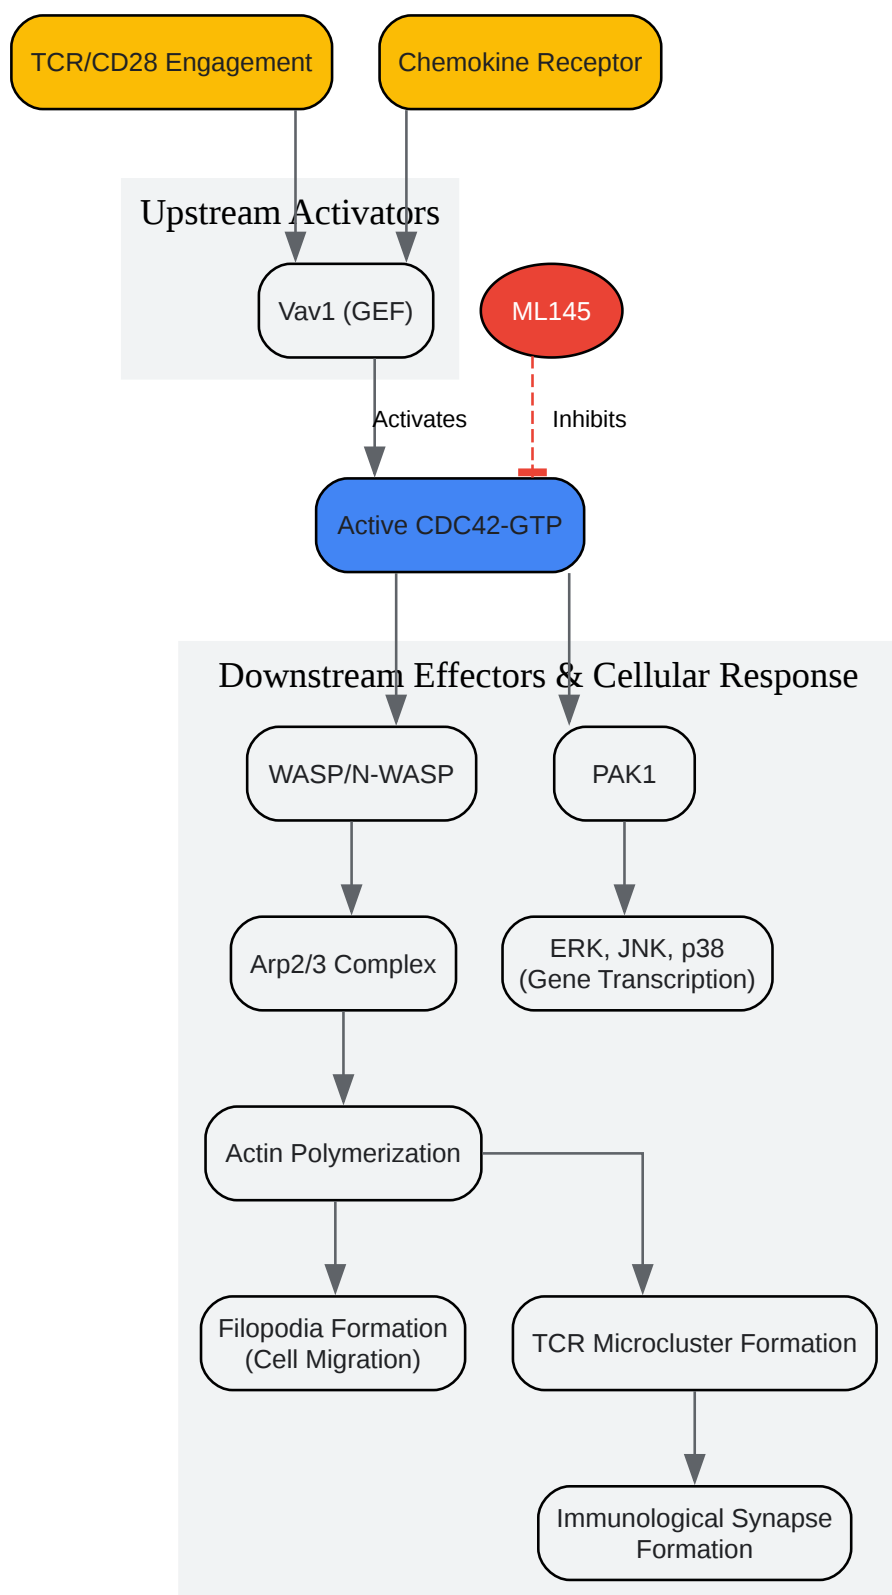 TCR/CD28 Engagement
Chemokine Receptor
Upstream Activators
Vav1 (GEF)
ML145
Activates
Inhibits
Active CDC42-GTP
Downstream Effectors & Cellular Response
WASP/N-WASP
PAK1
Arp2/3 Complex
ERK, JNK, p38
(Gene Transcription)
Actin Polymerization
Filopodia Formation
(Cell Migration)
TCR Microcluster Formation
Immunological Synapse
Formation